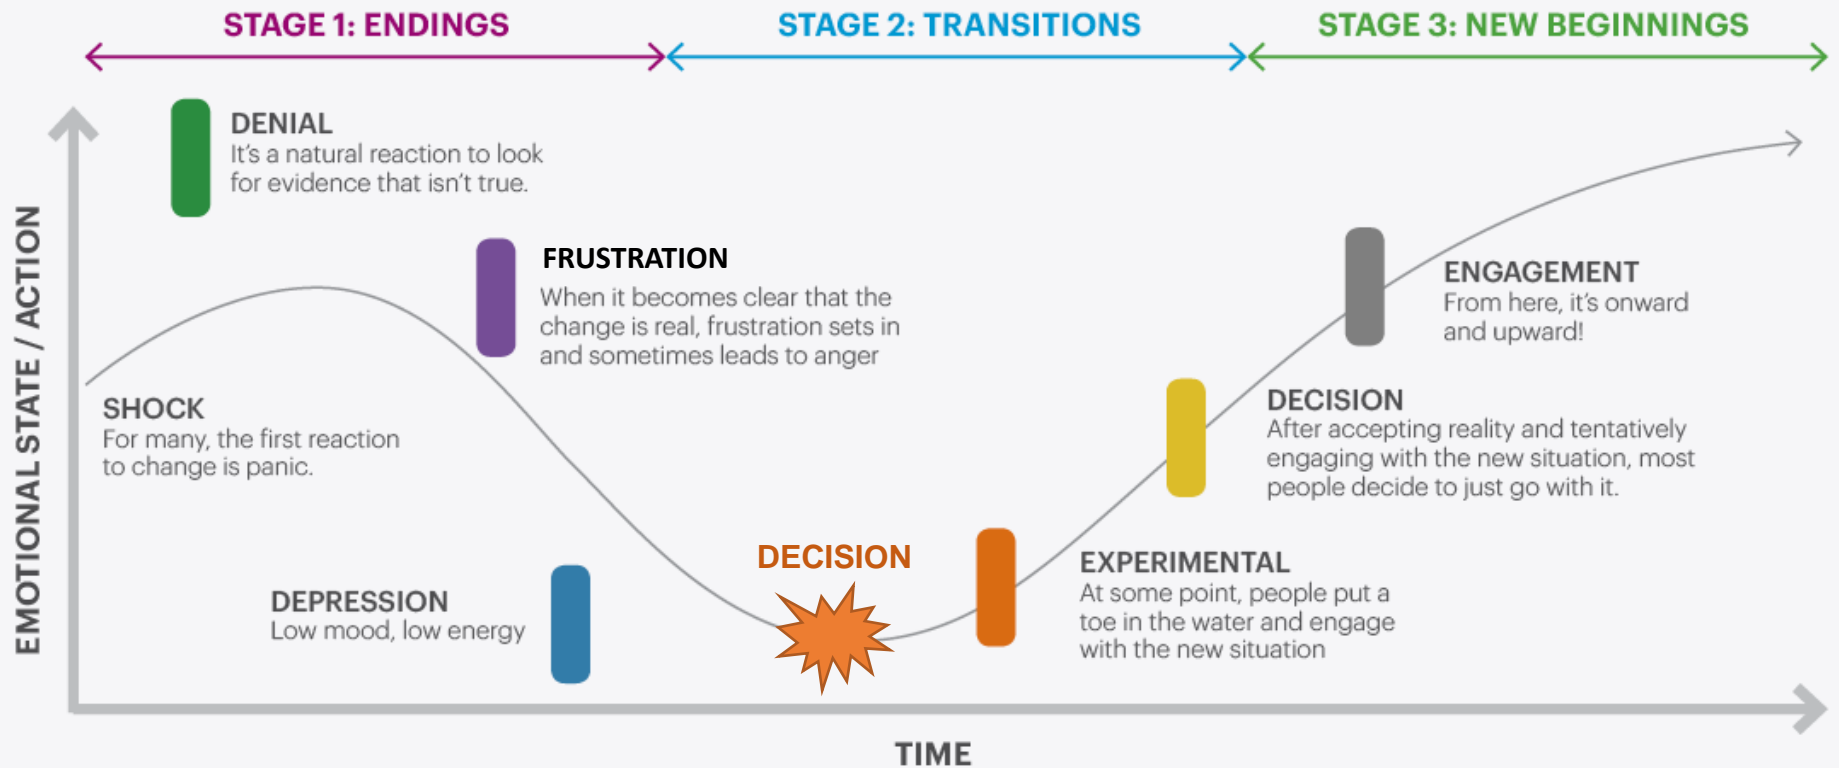 STAGE 1: ENDINGS
STAGE 2: TRANSITIONS
STAGE 3: NEW BEGINNINGS
EMOTIONAL STATE / ACTION
DENIAL
It's a natural reaction to look
for evidence that isn't true.
FRUSTRATION
When it becomes clear that the
change is real, frustration sets in
and sometimes leads to anger
ENGAGEMENT
From here, it's onward
and upward!
SHOCK
For many, the first reaction
to change is panic.
DECISION
After accepting reality and tentatively
engaging with the new situation, most
people decide to just go with it.
DEPRESSION
Low mood, low energy
DECISION
EXPERIMENTAL
At some point, people put a
toe in the water and engage
with the new situation
TIME